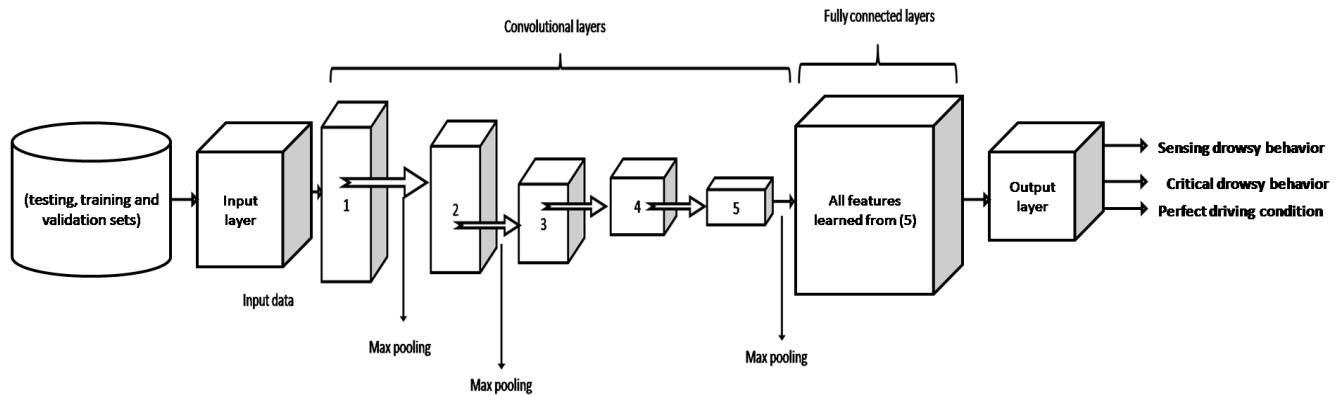 Convolutional layers
Fully connected layers
(testing, training and
validation sets)
Input
layer
Input data
1
2
3
4
5
Max pooling
Max pooling
Max pooling
All features
learned from (5)
Output
layer
Sensing drowsy behavior
Critical drowsy behavior
Perfect driving condition